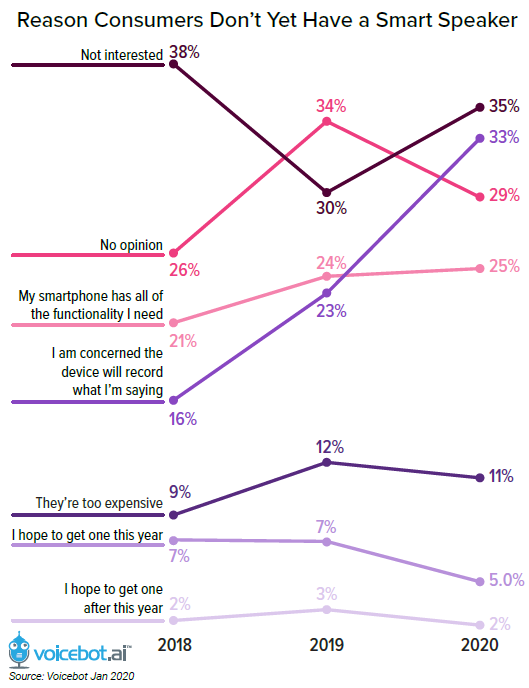 Reason Consumers Don't Yet Have a Smart Speaker
Not interested 38%
34%
35%
33%
30%
29%
No opinion
26%
24%
25%
My smartphone has all of
the functionality I need
21%
23%
I am concerned the
device will record
what I'm saying
16%
12%
11%
They're too expensive
9%
I hope to get one this year
7%
7%
5.0%
I hope to get one
after this year
2%
3%
2%
voicebot.ai™
2018
2019
2020
Source: Voicebot Jan 2020